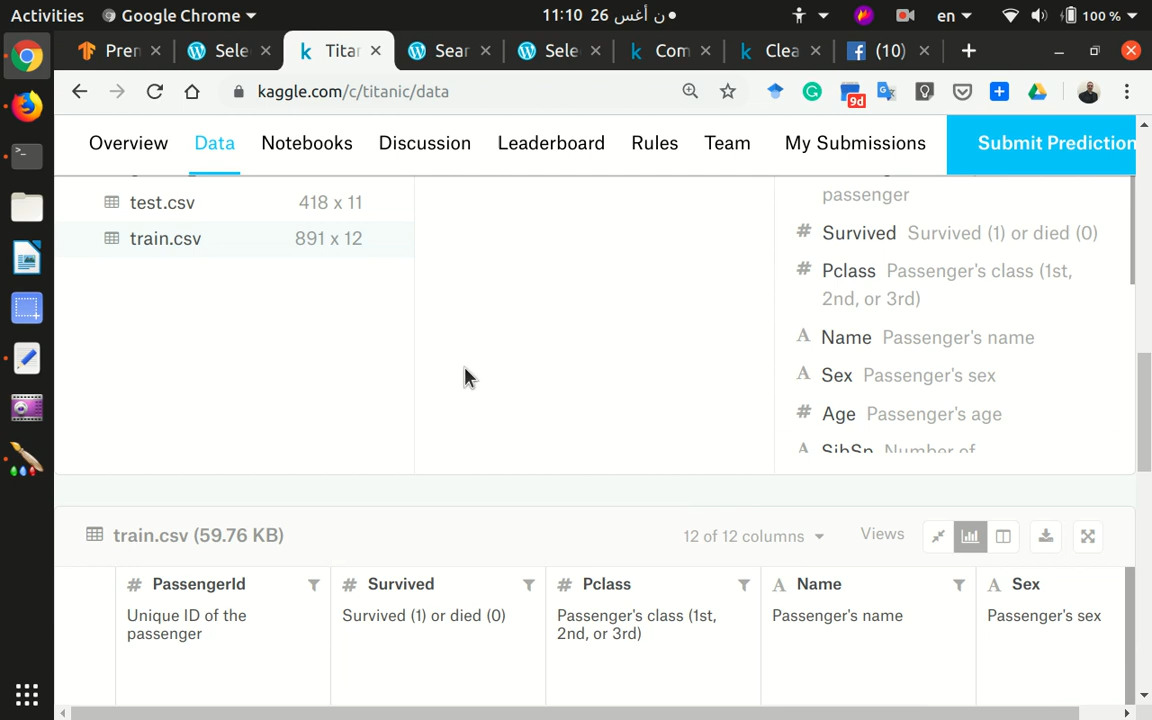 Activities Google Chrome 11:10 26 ن أغس en 100 %
Pren Sele Titar Sear Sele Com Clea (10)
kaggle.com/c/titanic/data
9d
Overview Data Notebooks Discussion Leaderboard Rules Team My Submissions Submit Prediction
test.csv 418 x 11
train.csv 891 x 12
passenger
Survived Survived (1) or died (0)
Pclass Passenger's class (1st,
2nd, or 3rd)
A Name Passenger's name
A Sex Passenger's sex
# Age Passenger's age
A SibSp Number of
train.csv (59.76 KB) 12 of 12 columns Views
# PassengerId # Survived # Pclass A Name A Sex
Unique ID of the Survived (1) or died (0) Passenger's class (1st, Passenger's name Passenger's sex
passenger 2nd, or 3rd)